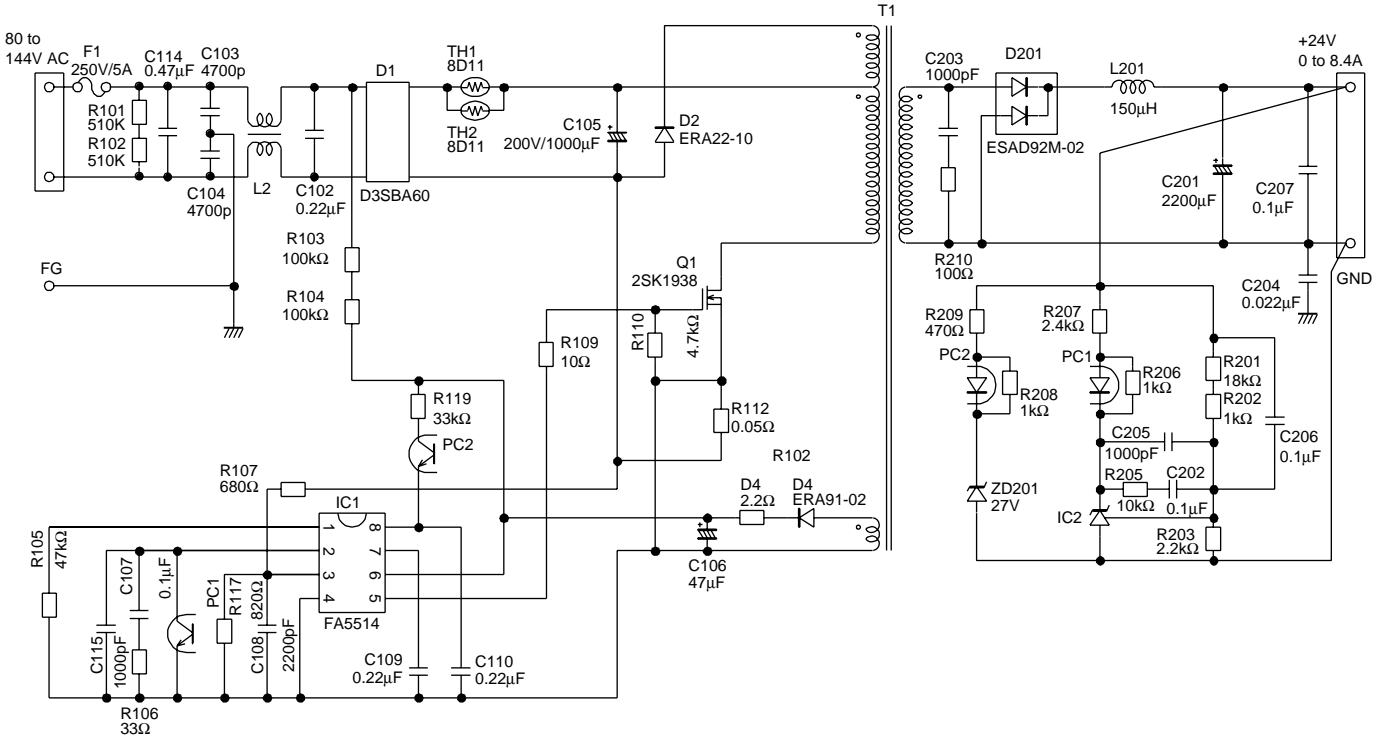 T1
80 to
144V AC
F1
250V/5A
C114
0.47µF
C103
4700p
D1
TH1
8D11
C203
1000pF
D201
+24V
0 to 8.4A
L201
R101
510K
R102
510K
TH2
8D11
C105
200V/1000µF
D2
ERA22-10
150µH
ESAD92M-02
C104
4700p
L2
C102
0.22µF
D3SBA60
C201
2200µF
C207
0.1µF
R103
100kΩ
Q1
2SK1938
R210
100Ω
FG
C204
0.022µF
GND
R104
100kΩ
R110
4.7kΩ
R109
10Ω
R209
470Ω
R207
2.4kΩ
PC2
PC1
R201
18kΩ
R208
1kΩ
R206
1kΩ
R202
1kΩ
R119
33kΩ
PC2
R112
0.05Ω
C205
1000pF
C206
0.1µF
R102
R107
680Ω
D4
2.2Ω
D4
ERA91-02
R205
10kΩ
C202
0.1µF
ZD201
27V
IC1
IC2
1
2
3
4
8
7
6
5
R203
2.2kΩ
R105
47kΩ
C107
0.1µF
PC1
R117
820Ω
C106
47µF
FA5514
C115
1000pF
C108
2200pF
C109
0.22µF
C110
0.22µF
R106
33Ω